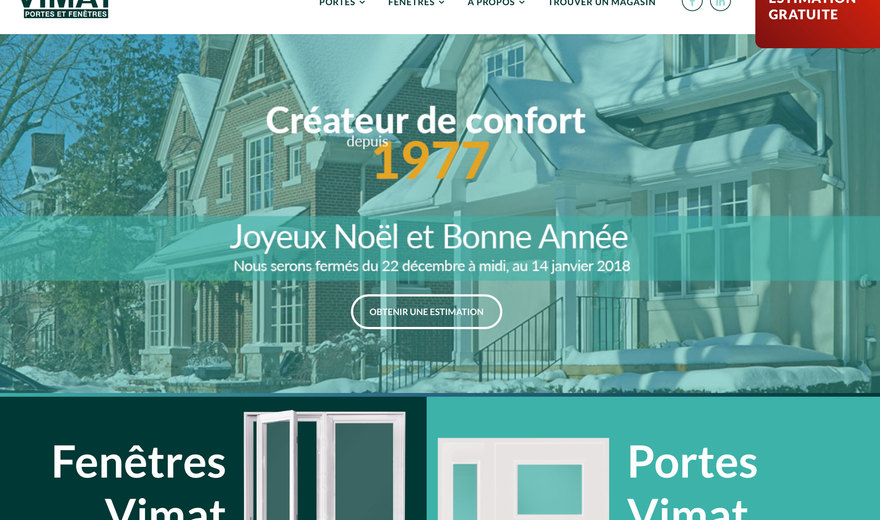 VIMAT
PORTES ET FENÊTRES
PORTES
FENÊTRES
À PROPOS
TROUVER UN MAGASIN
f
in
ESTIMATION
GRATUITE
Créateur de confort
depuis
1977
Joyeux Noël et Bonne Année
Nous serons fermés du 22 décembre à midi, au 14 janvier 2018
OBTENIR UNE ESTIMATION
Fenêtres
Vimat
Portes
Vimat